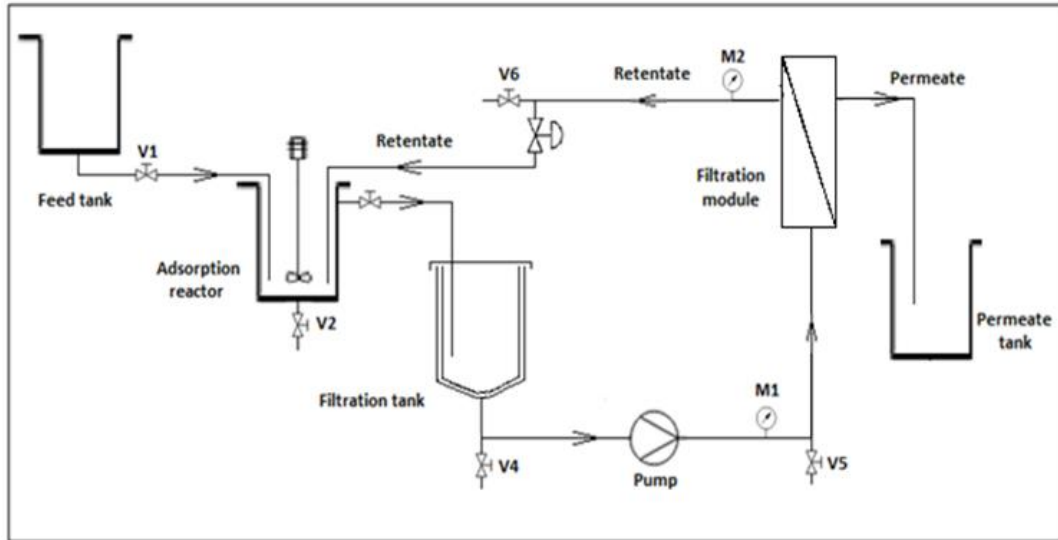 M2
V6
Retentate
Permeate
V1
Retentate
Feed tank
Filtration
module
Adsorption
reactor
V2
Permeate
tank
Filtration tank
M1
V4
V5
Pump